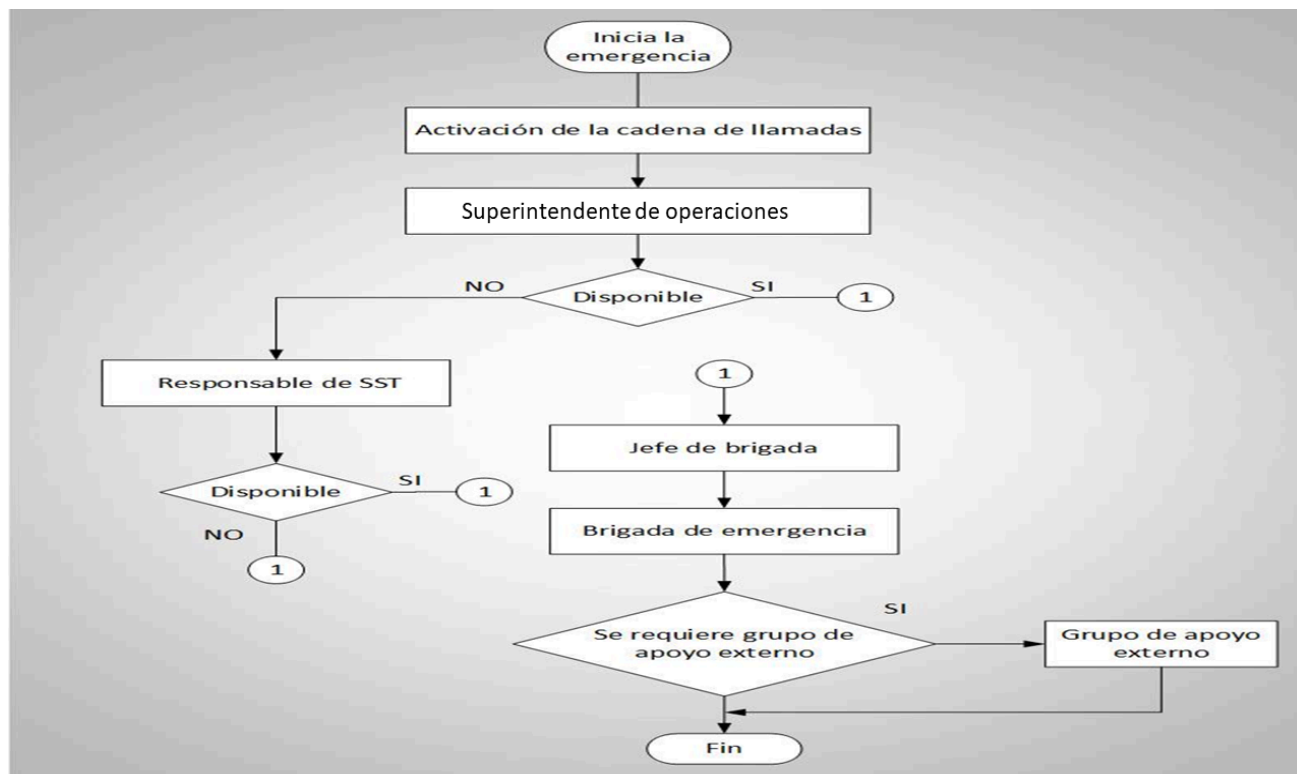 Inicia la
emergencia
Activación de la cadena de llamadas
Superintendente de operaciones
NO
Disponible
SI
1
Responsable de SST
1
Jefe de brigada
Disponible
SI
1
NO
1
Brigada de emergencia
SI
Se requiere grupo de
apoyo externo
Grupo de apoyo
externo
Fin